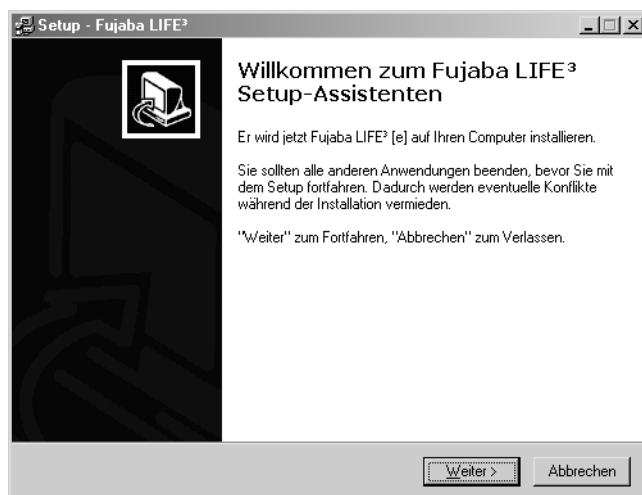 Setup - Fujaba LIFE³
Willkommen zum Fujaba LIFE³
Setup-Assistenten
Er wird jetzt Fujaba LIFE³ [e] auf Ihren Computer installieren.
Sie sollten alle anderen Anwendungen beenden, bevor Sie mit
dem Setup fortfahren. Dadurch werden eventuelle Konflikte
während der Installation vermieden.
"Weiter" zum Fortfahren, "Abbrechen" zum Verlassen.
Weiter >
Abbrechen